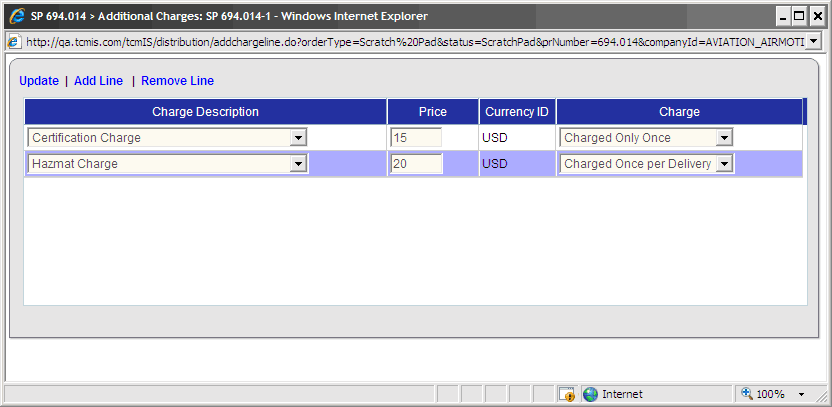 SP 694.014 > Additional Charges: SP 694.014-1 - Windows Internet Explorer
http://qa.tcmis.com/tcmIS/distribution/addchargeline.do?orderType=Scratch%20Pad&status=ScratchPad&prNumber=694.014&companyId=AVIATION_AIRMOTI
Update | Add Line | Remove Line
Charge Description Price Currency ID Charge
Certification Charge 15 USD Charged Only Once
Hazmat Charge 20 USD Charged Once per Delivery
Internet 100%